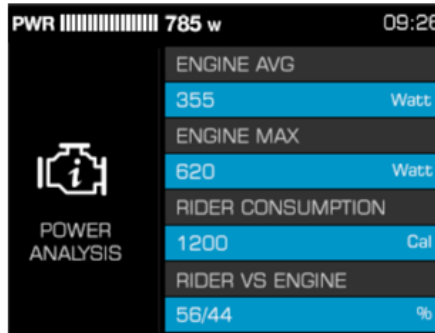 PWR 785 W 09:26
ENGINE AVG
355 Watt
ENGINE MAX
620 Watt
RIDER CONSUMPTION
1200 Cal
RIDER VS ENGINE
56/44 %
i
POWER
ANALYSIS